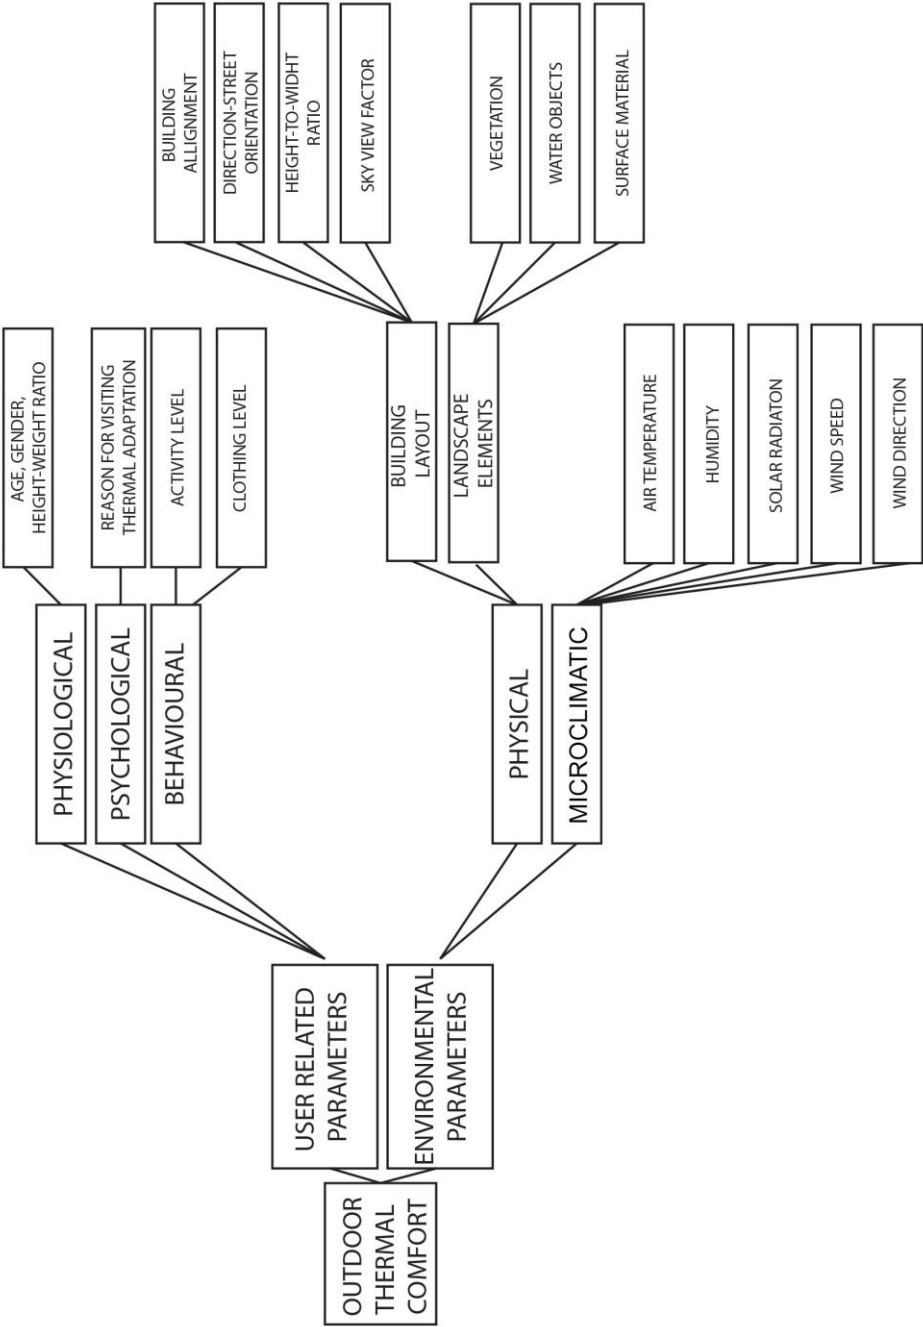 OUTDOOR
THERMAL
COMFORT
USER RELATED
PARAMETERS
ENVIRONMENTAL
PARAMETERS
PHYSIOLOGICAL
PSYCHOLOGICAL
BEHAVIOURAL
PHYSICAL
MICROCLIMATIC
AGE, GENDER,
HEIGHT-WEIGHT RATIO
REASON FOR VISITING
THERMAL ADAPTATION
ACTIVITY LEVEL
CLOTHING LEVEL
BUILDING
LAYOUT
LANDSCAPE
ELEMENTS
AIR TEMPERATURE
HUMIDITY
SOLAR RADIATON
WIND SPEED
WIND DIRECTION
BUILDING
ALLIGNMENT
DIRECTION-STREET
ORIENTATION
HEIGHT-TO-WIDHT
RATIO
SKY VIEW FACTOR
VEGETATION
WATER OBJECTS
SURFACE MATERIAL